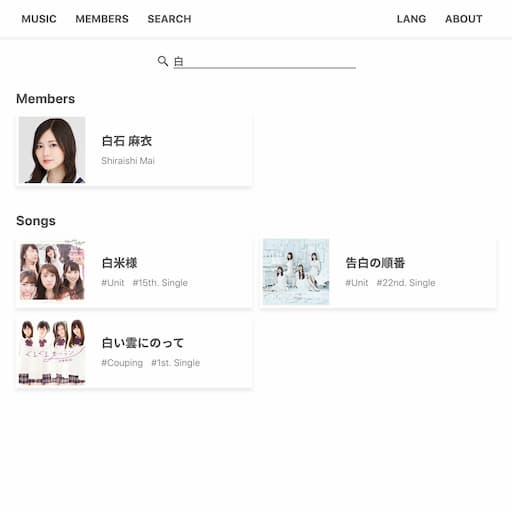 MUSIC MEMBERS SEARCH LANG ABOUT
白
Members
白石 麻衣
Shiraishi Mai
Songs
白米様
#Unit #15th. Single
告白の順番
#Unit #22nd. Single
白い雲にのって
#Couping #1st. Single